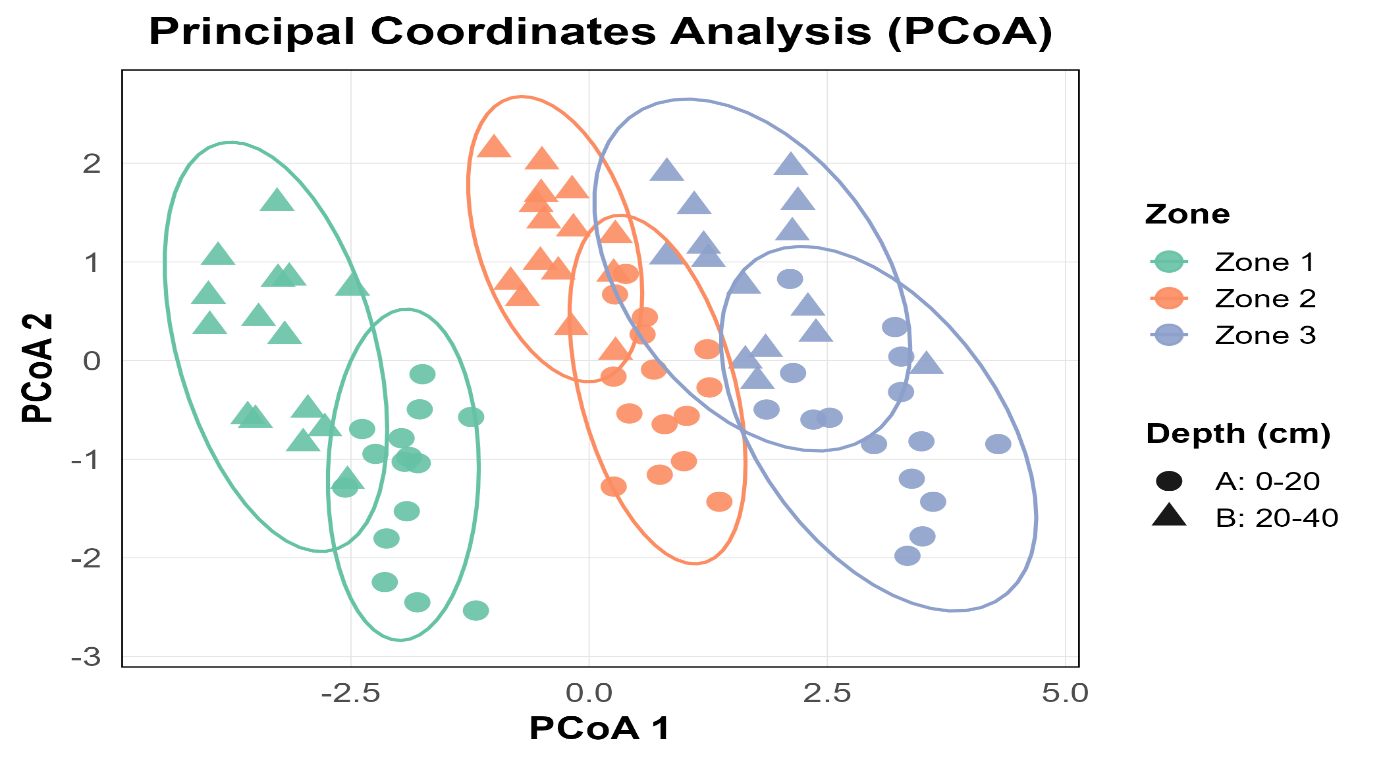 Principal Coordinates Analysis (PCoA)
2
1
0
-1
-2
-3
PCoA 2
-2.5 0.0 2.5 5.0
PCoA 1
Zone
Zone 1
Zone 2
Zone 3
Depth (cm)
A: 0-20
B: 20-40